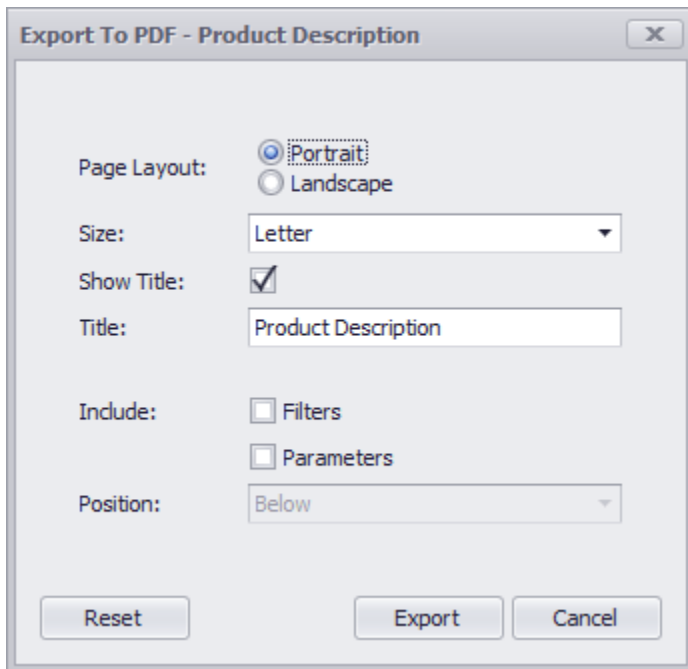 Export To PDF - Product Description
Page Layout:
Portrait
Landscape
Size:
Letter
Show Title:
Title:
Product Description
Include:
Filters
Parameters
Position:
Below
Reset
Export
Cancel